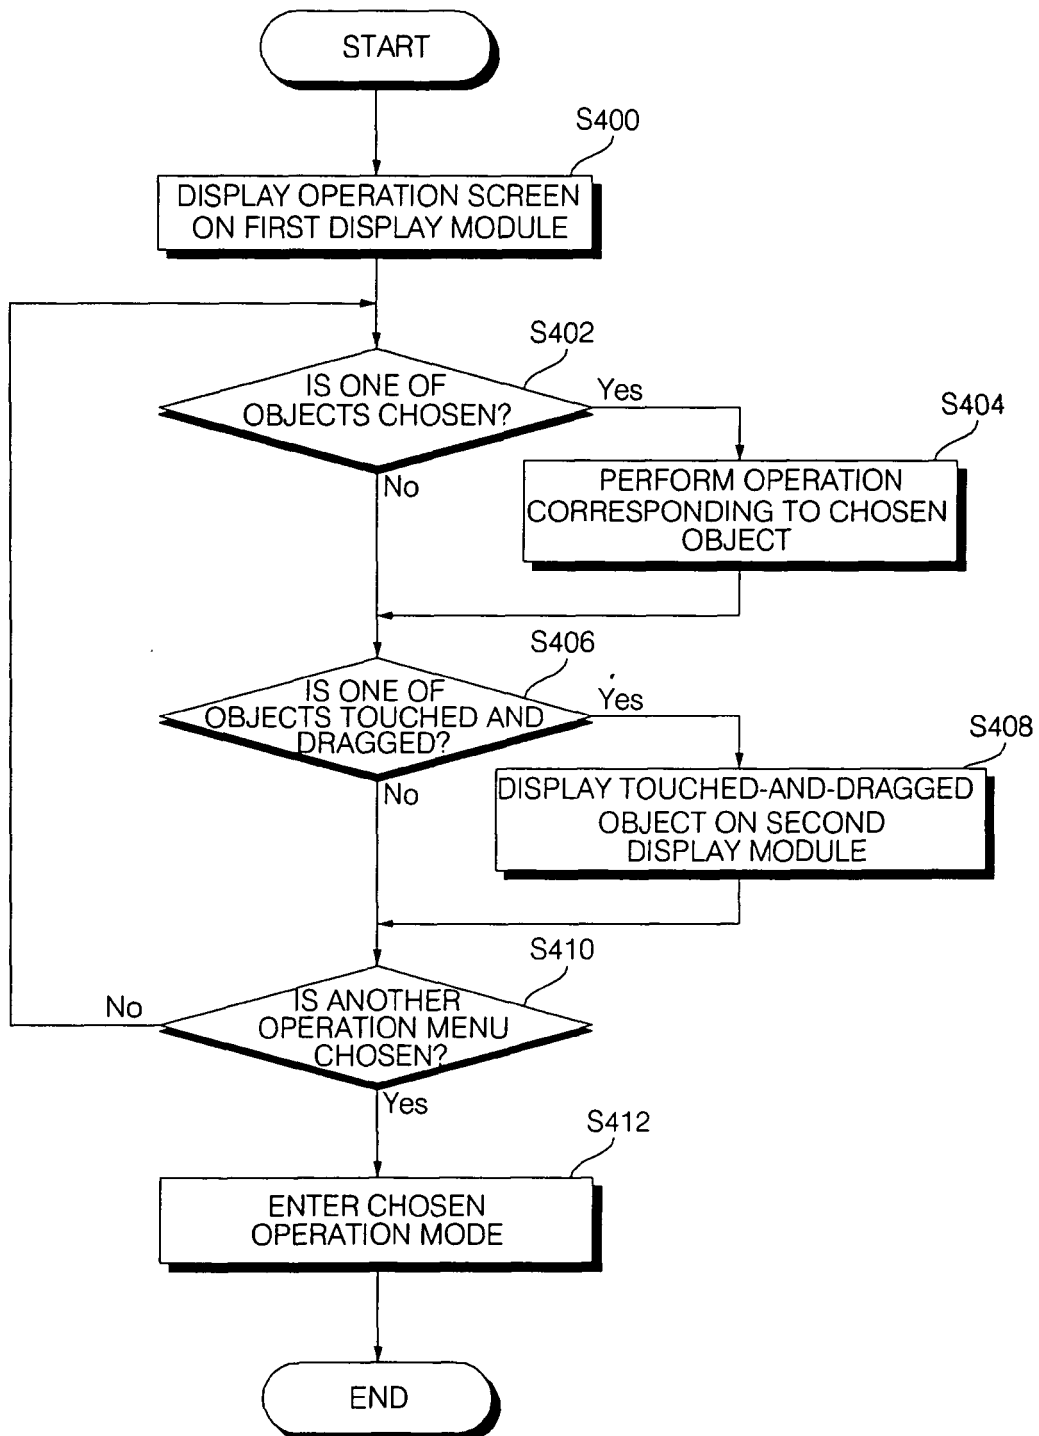 START
S400
DISPLAY OPERATION SCREEN
ON FIRST DISPLAY MODULE
S402
IS ONE OF
OBJECTS CHOSEN?
Yes
No
S404
PERFORM OPERATION
CORRESPONDING TO CHOSEN
OBJECT
S406
IS ONE OF
OBJECTS TOUCHED AND
DRAGGED?
Yes
No
S408
DISPLAY TOUCHED-AND-DRAGGED
OBJECT ON SECOND
DISPLAY MODULE
S410
IS ANOTHER
OPERATION MENU
CHOSEN?
No
Yes
S412
ENTER CHOSEN
OPERATION MODE
END